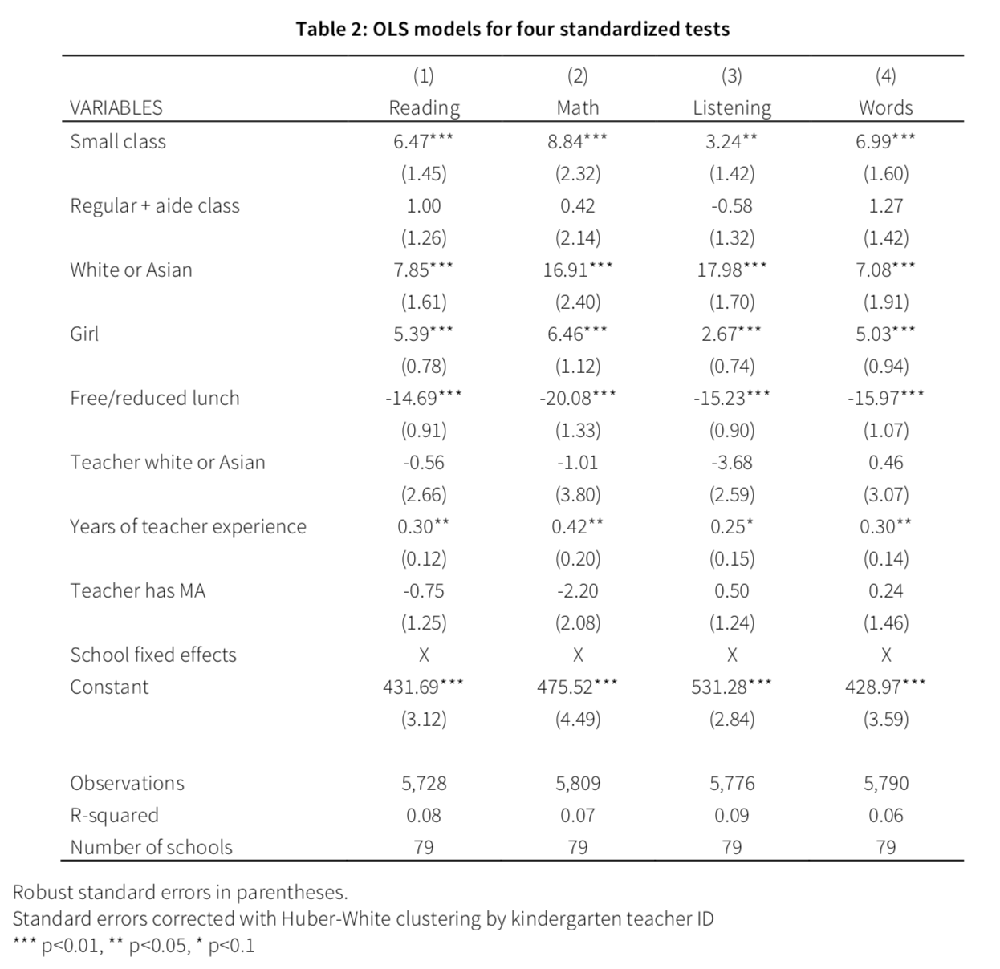 Table 2: OLS models for four standardized tests
(1) (2) (3) (4)
VARIABLES Reading Math Listening Words
Small class 6.47*** 8.84*** 3.24** 6.99***
(1.45) (2.32) (1.42) (1.60)
Regular + aide class 1.00 0.42 -0.58 1.27
(1.26) (2.14) (1.32) (1.42)
White or Asian 7.85*** 16.91*** 17.98*** 7.08***
(1.61) (2.40) (1.70) (1.91)
Girl 5.39*** 6.46*** 2.67*** 5.03***
(0.78) (1.12) (0.74) (0.94)
Free/reduced lunch -14.69*** -20.08*** -15.23*** -15.97***
(0.91) (1.33) (0.90) (1.07)
Teacher white or Asian -0.56 -1.01 -3.68 0.46
(2.66) (3.80) (2.59) (3.07)
Years of teacher experience 0.30** 0.42** 0.25* 0.30**
(0.12) (0.20) (0.15) (0.14)
Teacher has MA -0.75 -2.20 0.50 0.24
(1.25) (2.08) (1.24) (1.46)
School fixed effects X X X X
Constant 431.69*** 475.52*** 531.28*** 428.97***
(3.12) (4.49) (2.84) (3.59)
Observations 5,728 5,809 5,776 5,790
R-squared 0.08 0.07 0.09 0.06
Number of schools 79 79 79 79
Robust standard errors in parentheses.
Standard errors corrected with Huber-White clustering by kindergarten teacher ID
*** p<0.01, ** p<0.05, * p<0.1